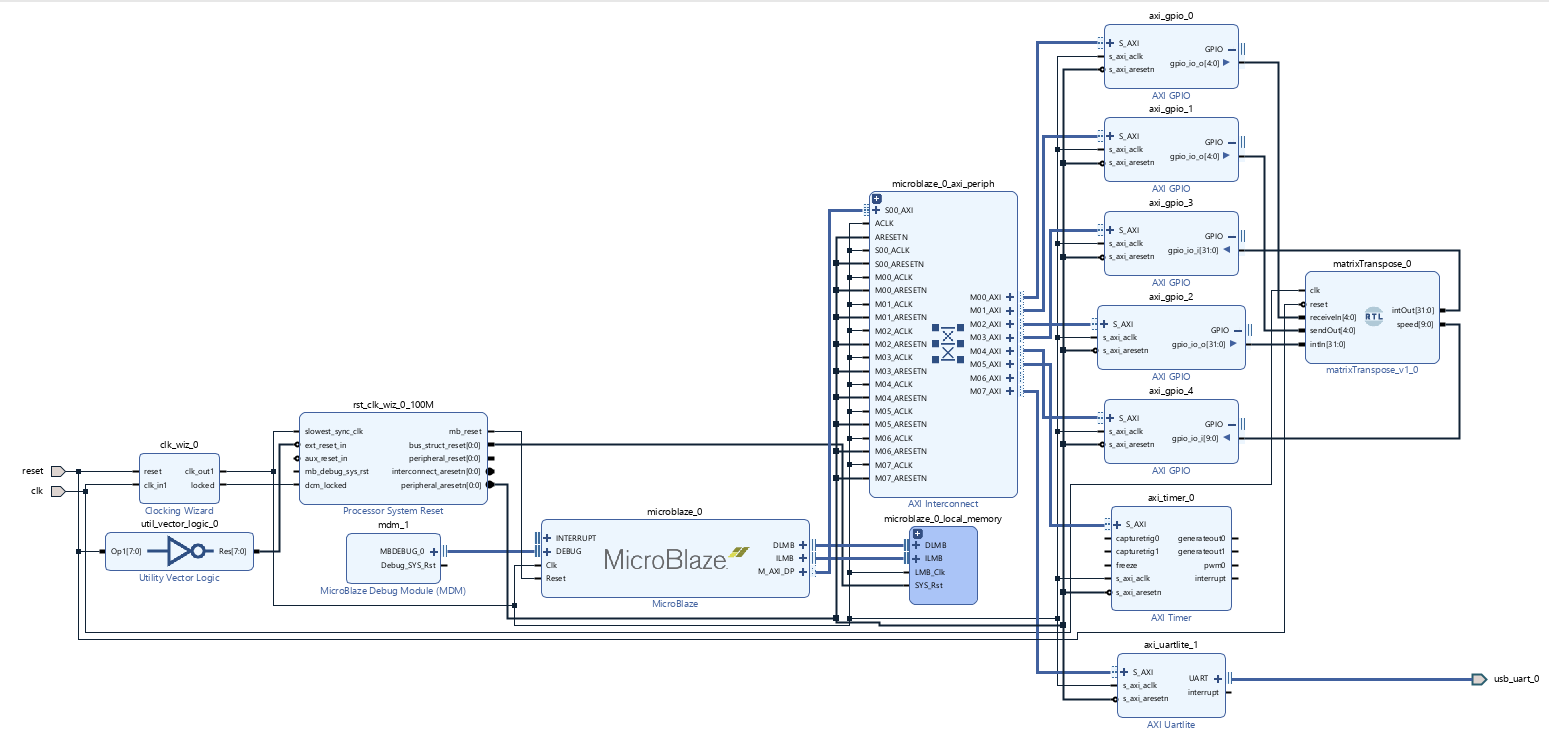 reset
clk
clk_wiz_0
reset
clk_in1
clk_out1
locked
Clocking Wizard
util_vector_logic_0
Op1[7:0]
Res[7:0]
Utility Vector Logic
rst_clk_wiz_0_100M
slowest_sync_clk
ext_reset_in
aux_reset_in
mb_debug_sys_rst
dcm_locked
mb_reset
bus_struct_reset[0:0]
peripheral_reset[0:0]
interconnect_aresetn[0:0]
peripheral_aresetn[0:0]
Processor System Reset
mdm_1
MBDEBUG_0
Debug_SYS_Rst
MicroBlaze Debug Module (MDM)
microblaze_0
INTERRUPT
DEBUG
Clk
Reset
MicroBlaze
DLMB
ILMB
M_AXI_DP
MicroBlaze
microblaze_0_axi_periph
S00_AXI
ACLK
ARESETN
S00_ACLK
S00_ARESETN
M00_ACLK
M00_ARESETN
M01_ACLK
M01_ARESETN
M02_ACLK
M02_ARESETN
M03_ACLK
M03_ARESETN
M04_ACLK
M04_ARESETN
M05_ACLK
M05_ARESETN
M06_ACLK
M06_ARESETN
M07_ACLK
M07_ARESETN
M00_AXI
M01_AXI
M02_AXI
M03_AXI
M04_AXI
M05_AXI
M06_AXI
M07_AXI
AXI Interconnect
microblaze_0_local_memory
DLMB
ILMB
LMB_Clk
SYS_Rst
axi_gpio_0
S_AXI
s_axi_aclk
s_axi_aresetn
GPIO
gpio_io_o[4:0]
AXI GPIO
axi_gpio_1
S_AXI
s_axi_aclk
s_axi_aresetn
GPIO
gpio_io_o[4:0]
AXI GPIO
axi_gpio_3
S_AXI
s_axi_aclk
s_axi_aresetn
GPIO
gpio_io_i[31:0]
AXI GPIO
axi_gpio_2
S_AXI
s_axi_aclk
s_axi_aresetn
GPIO
gpio_io_o[31:0]
AXI GPIO
axi_gpio_4
S_AXI
s_axi_aclk
s_axi_aresetn
GPIO
gpio_io_i[9:0]
AXI GPIO
axi_timer_0
S_AXI
capturetrig0
capturetrig1
freeze
s_axi_aclk
s_axi_aresetn
generateout0
generateout1
pwm0
interrupt
AXI Timer
axi_uartlite_1
S_AXI
s_axi_aclk
s_axi_aresetn
UART
interrupt
AXI Uartlite
matrixTranspose_0
clk
reset
receiveIn[4:0]
sendOut[4:0]
intIn[31:0]
RTL
intOut[31:0]
speed[9:0]
matrixTranspose_v1_0
usb_uart_0